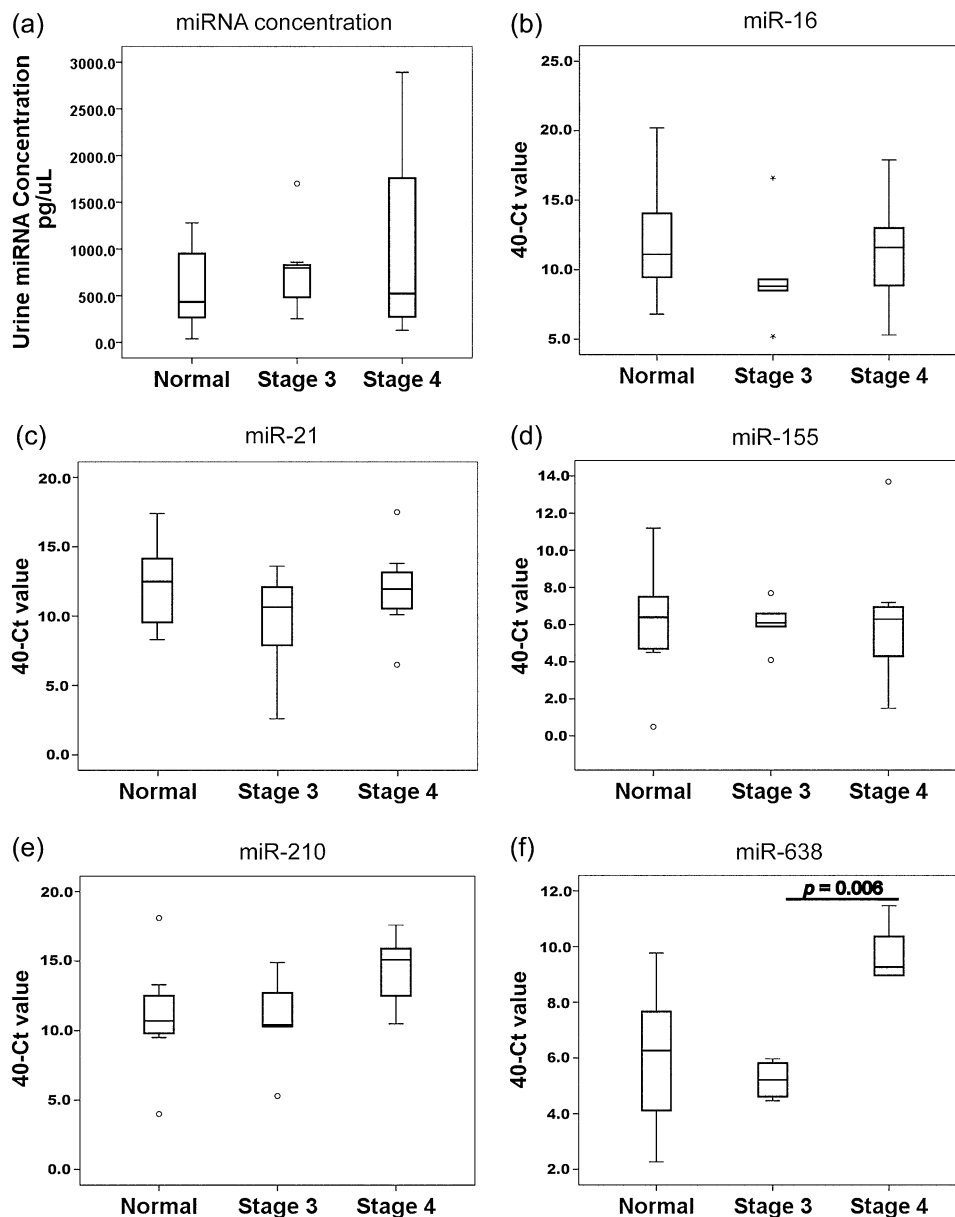 (a) miRNA concentration
Urine miRNA Concentration
pg/uL
3000.0
2500.0
2000.0
1500.0
1000.0
500.0
0.0
Normal Stage 3 Stage 4
(b) miR-16
40-Ct value
25.0
20.0
15.0
10.0
5.0
Normal Stage 3 Stage 4
(c) miR-21
40-Ct value
20.0
15.0
10.0
5.0
0.0
Normal Stage 3 Stage 4
(d) miR-155
40-Ct value
14.0
12.0
10.0
8.0
6.0
4.0
2.0
0.0
Normal Stage 3 Stage 4
(e) miR-210
40-Ct value
20.0
15.0
10.0
5.0
0.0
Normal Stage 3 Stage 4
(f) miR-638
40-Ct value
12.0
10.0
8.0
6.0
4.0
2.0
p = 0.006
Normal Stage 3 Stage 4